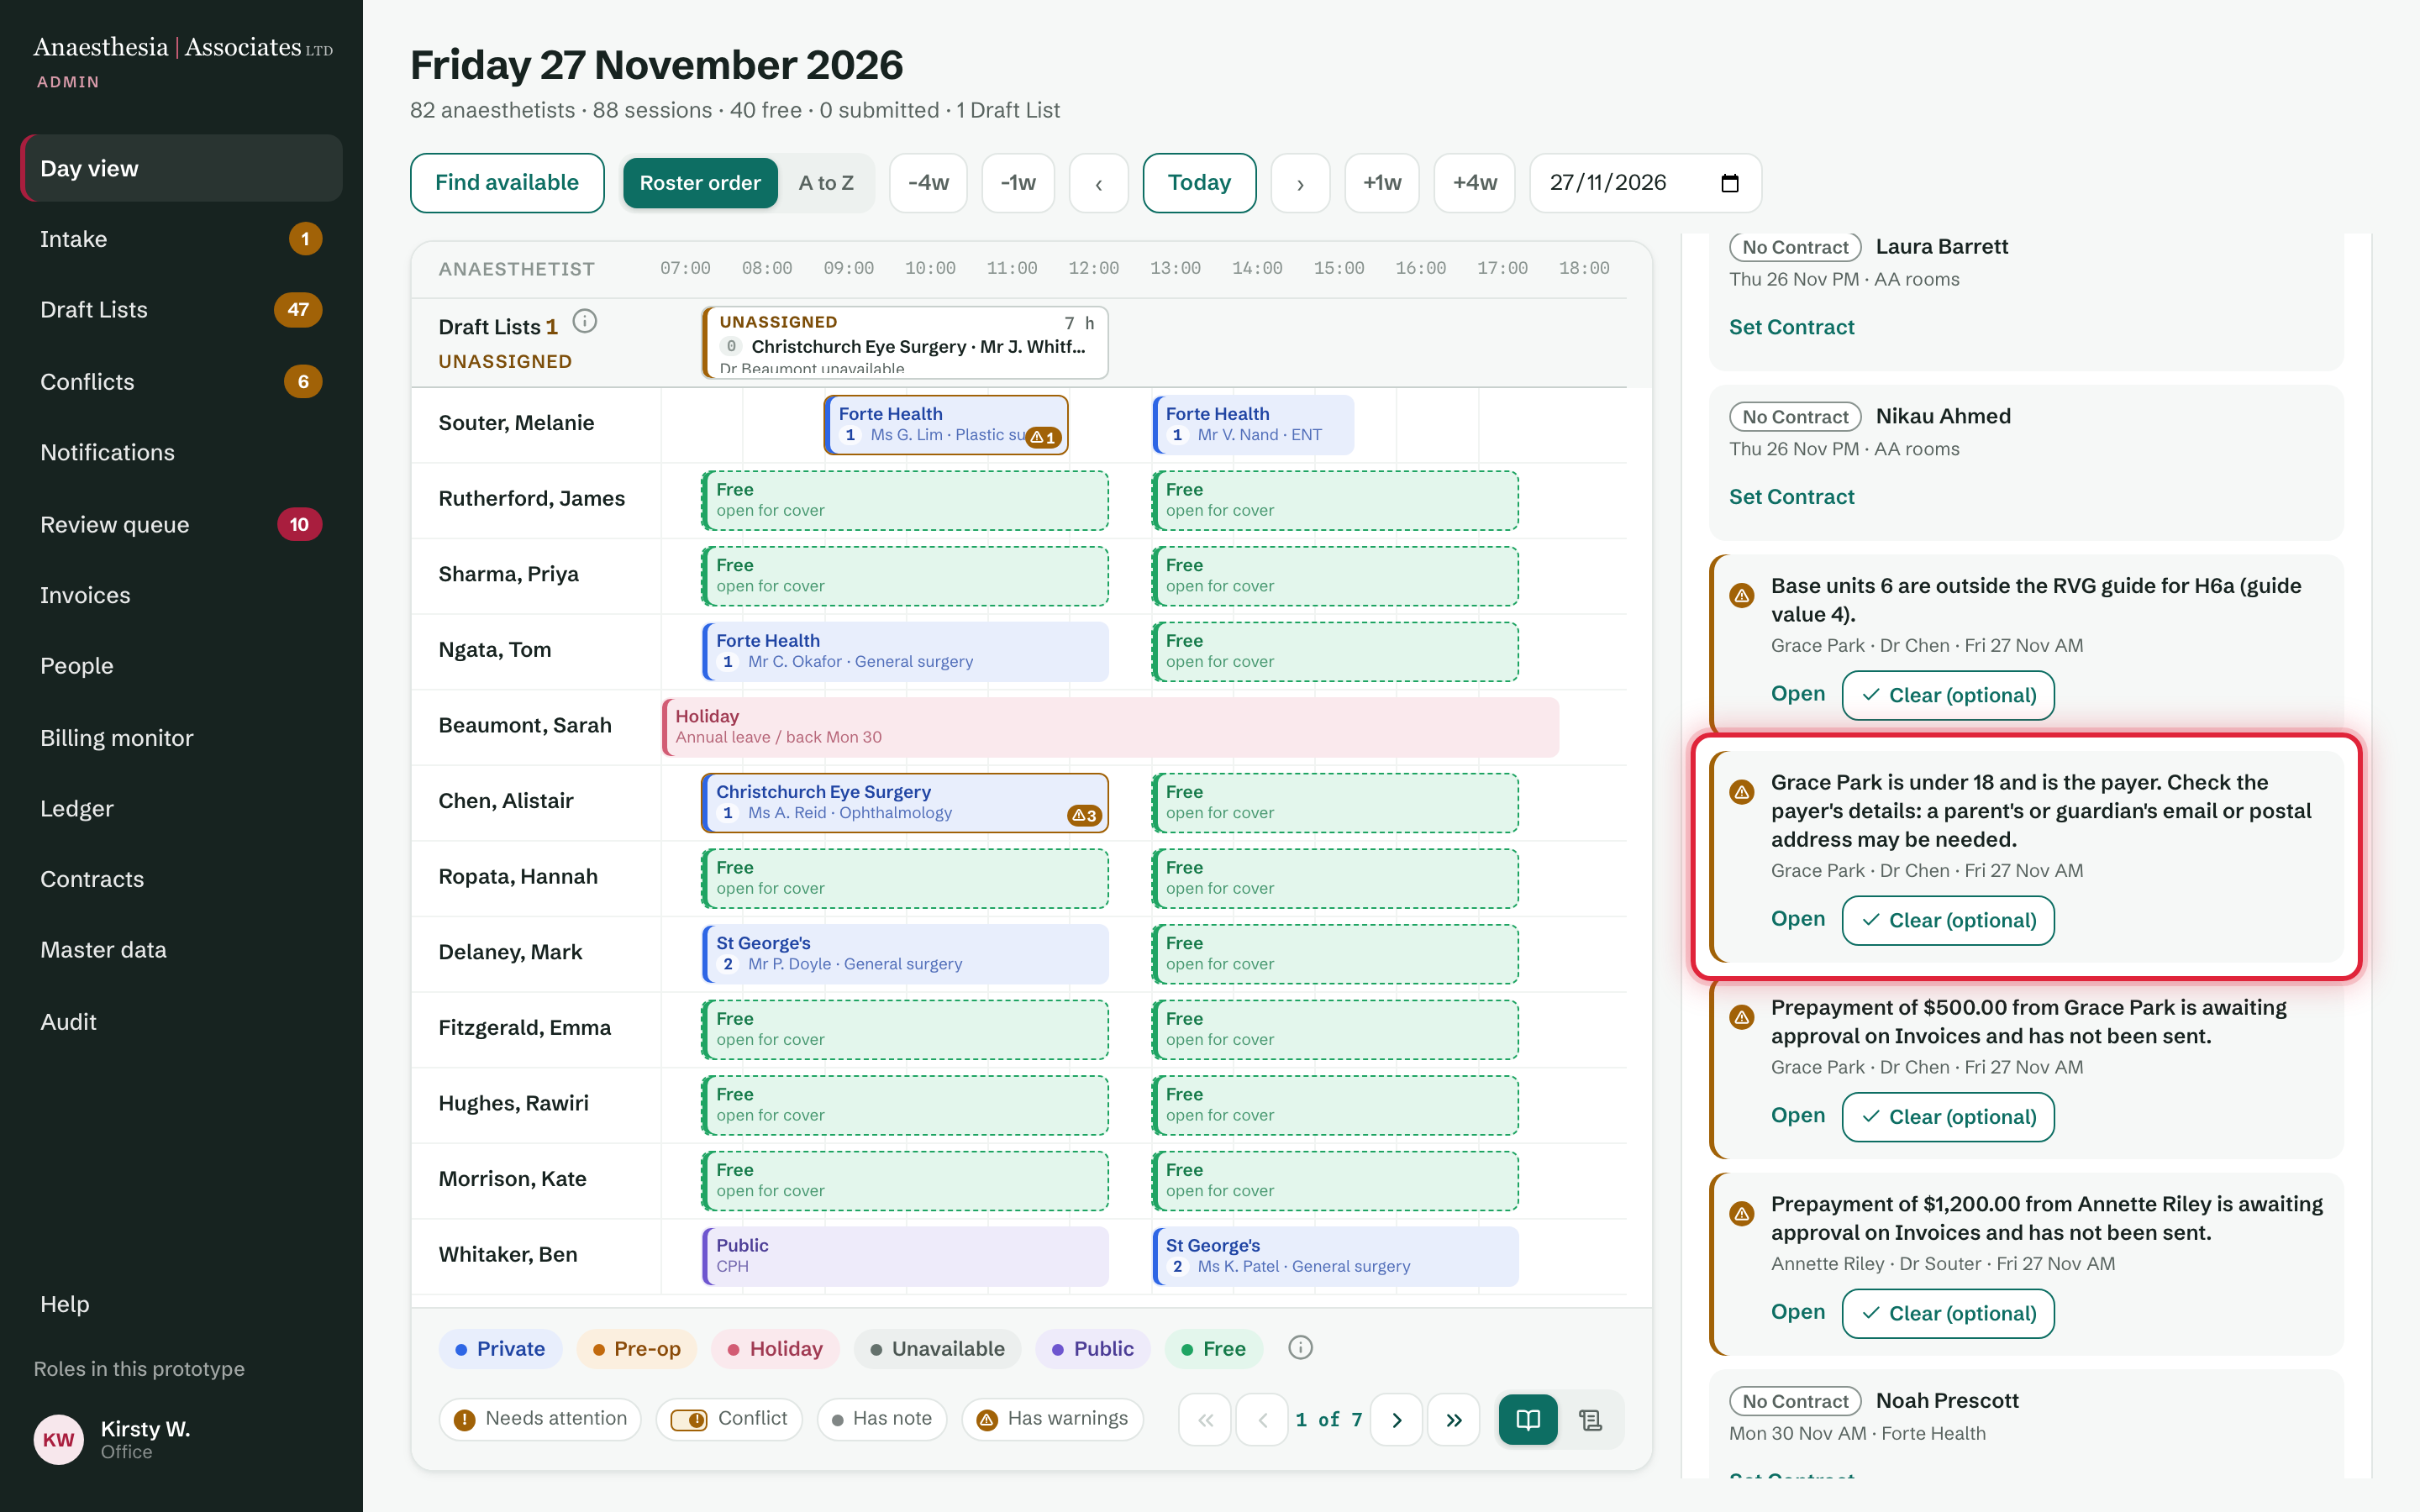 Anaesthesia | Associates LTD
ADMIN
Day view
Intake 1
Draft Lists 47
Conflicts 6
Notifications
Review queue 10
Invoices
People
Billing monitor
Ledger
Contracts
Master data
Audit
Help
Roles in this prototype
KW Kirsty W.
Office
Friday 27 November 2026
82 anaesthetists · 88 sessions · 40 free · 0 submitted · 1 Draft List
Find available Roster order A to Z -4w -1w ‹ Today › +1w +4w 27/11/2026
ANAESTHETIST 07:00 08:00 09:00 10:00 11:00 12:00 13:00 14:00 15:00 16:00 17:00 18:00
Draft Lists 1
UNASSIGNED
UNASSIGNED 7 h
0 Christchurch Eye Surgery · Mr J. Whitf...
Dr Beaumont unavailable
Souter, Melanie
Forte Health
1 Ms G. Lim · Plastic su 1
Forte Health
1 Mr V. Nand · ENT
Rutherford, James
Free
open for cover
Free
open for cover
Sharma, Priya
Free
open for cover
Free
open for cover
Ngata, Tom
Forte Health
1 Mr C. Okafor · General surgery
Free
open for cover
Beaumont, Sarah
Holiday
Annual leave / back Mon 30
Chen, Alistair
Christchurch Eye Surgery
1 Ms A. Reid · Ophthalmology 3
Free
open for cover
Ropata, Hannah
Free
open for cover
Free
open for cover
Delaney, Mark
St George's
2 Mr P. Doyle · General surgery
Free
open for cover
Fitzgerald, Emma
Free
open for cover
Free
open for cover
Hughes, Rawiri
Free
open for cover
Free
open for cover
Morrison, Kate
Free
open for cover
Free
open for cover
Whitaker, Ben
Public
CPH
St George's
2 Ms K. Patel · General surgery
Private Pre-op Holiday Unavailable Public Free
Needs attention Conflict Has note Has warnings « ‹ 1 of 7 › »
No Contract Laura Barrett
Thu 26 Nov PM · AA rooms
Set Contract
No Contract Nikau Ahmed
Thu 26 Nov PM · AA rooms
Set Contract
Base units 6 are outside the RVG guide for H6a (guide
value 4).
Grace Park · Dr Chen · Fri 27 Nov AM
Open ✓ Clear (optional)
Grace Park is under 18 and is the payer. Check the
payer's details: a parent's or guardian's email or postal
address may be needed.
Grace Park · Dr Chen · Fri 27 Nov AM
Open ✓ Clear (optional)
Prepayment of $500.00 from Grace Park is awaiting
approval on Invoices and has not been sent.
Grace Park · Dr Chen · Fri 27 Nov AM
Open ✓ Clear (optional)
Prepayment of $1,200.00 from Annette Riley is awaiting
approval on Invoices and has not been sent.
Annette Riley · Dr Souter · Fri 27 Nov AM
Open ✓ Clear (optional)
No Contract Noah Prescott
Mon 30 Nov AM · Forte Health
Set Contract